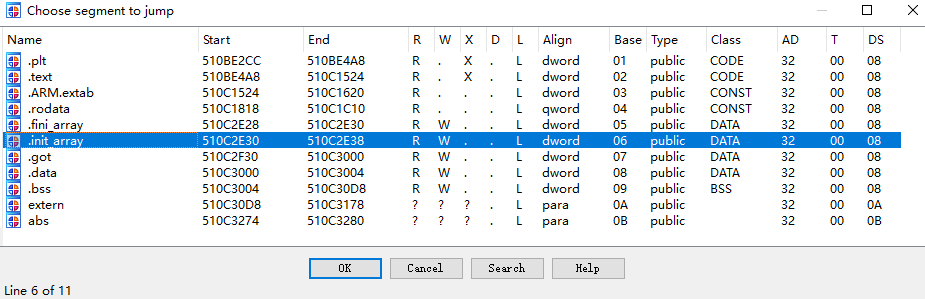 Choose segment to jump
Name Start End R W X D L Align Base Type Class AD T DS
.plt 510BE2CC 510BE4A8 R . X . L dword 01 public CODE 32 00 08
.text 510BE4A8 510C1524 R . X . L dword 02 public CODE 32 00 08
.ARM.extab 510C1524 510C1620 R . . . L dword 03 public CONST 32 00 08
.rodata 510C1818 510C1C10 R . . . L qword 04 public CONST 32 00 08
.fini_array 510C2E28 510C2E30 R W . . L dword 05 public DATA 32 00 08
.init_array 510C2E30 510C2E38 R W . . L dword 06 public DATA 32 00 08
.got 510C2F30 510C3000 R W . . L dword 07 public DATA 32 00 08
.data 510C3000 510C3004 R W . . L dword 08 public DATA 32 00 08
.bss 510C3004 510C30D8 R W . . L dword 09 public BSS 32 00 08
extern 510C30D8 510C3178 ? ? ? . L para 0A public 32 00 0A
abs 510C3274 510C3280 ? ? ? . L para 0B public 32 00 0B
OK Cancel Search Help
Line 6 of 11